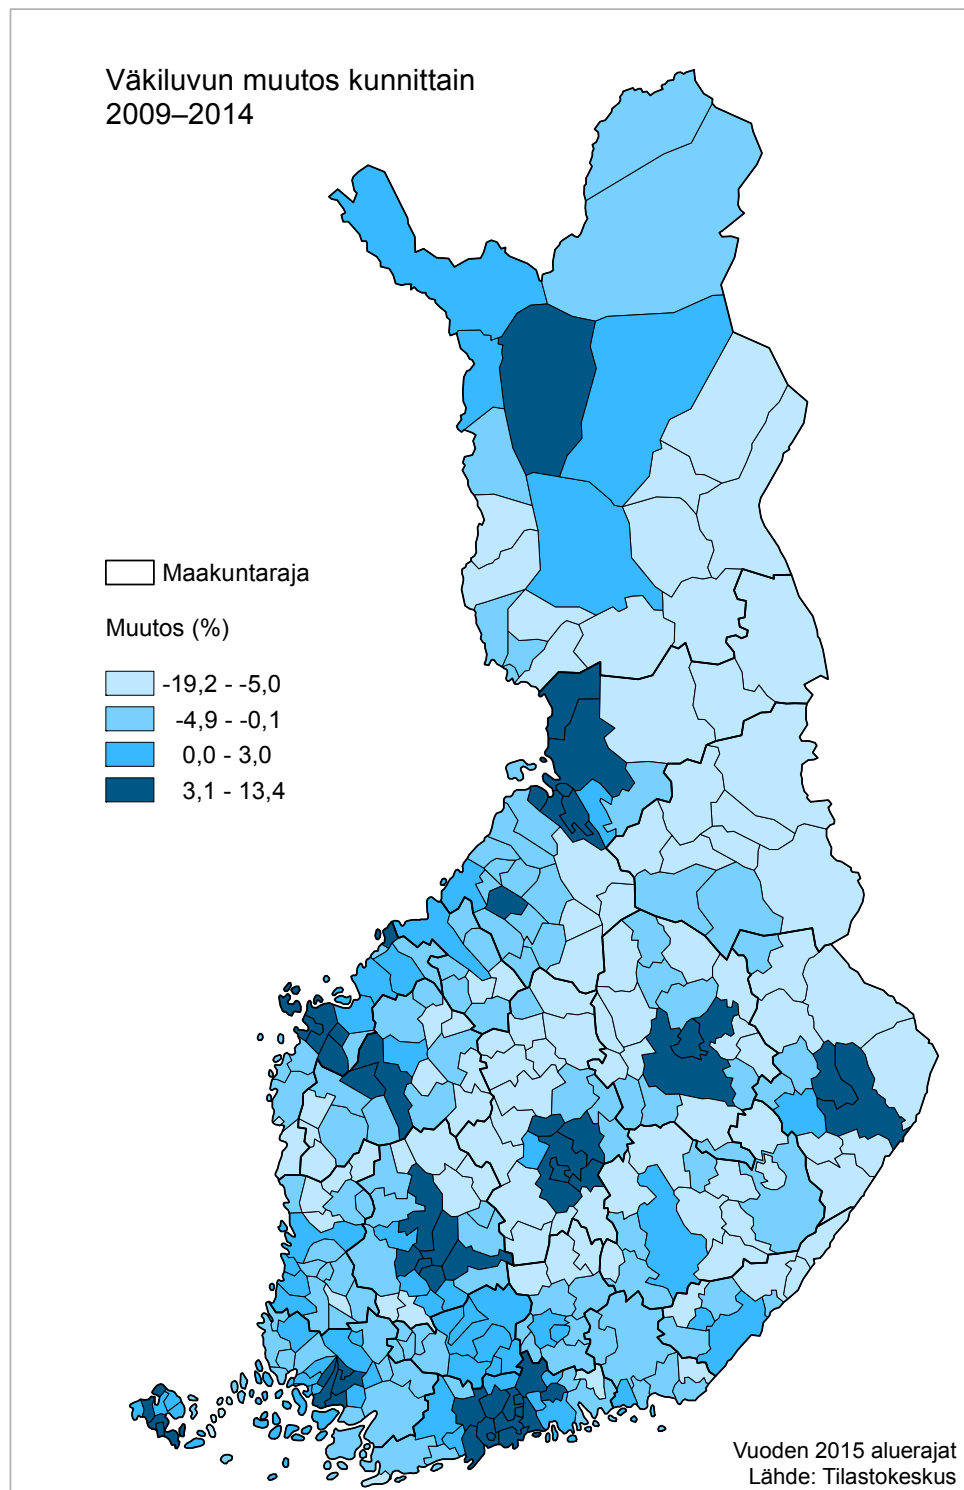 Väkiluvun muutos kunnittain
2009–2014
Maakuntaraja
Muutos (%)
-19,2 - -5,0
-4,9 - -0,1
0,0 - 3,0
3,1 - 13,4
Vuoden 2015 aluerajat
Lähde: Tilastokeskus